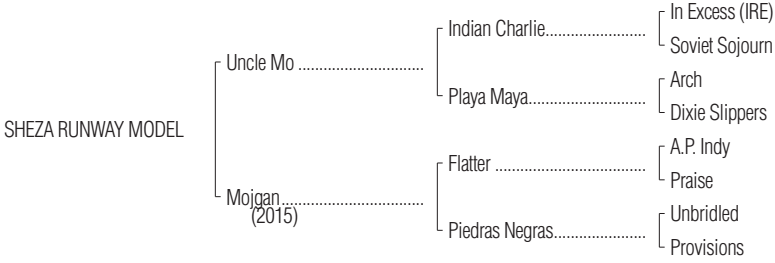 In Excess (IRE)
Indian Charlie........................
Soviet Sojourn
Uncle Mo ..............................
Arch
Playa Maya............................
Dixie Slippers
SHEZA RUNWAY MODEL
A.P. Indy
Flatter ....................................
Praise
Mojgan..................................
(2015)
Unbridled
Piedras Negras......................
Provisions